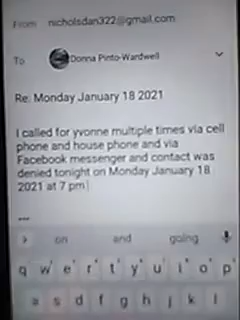 From nicholsdan322@gmail.com
To Donna Pinto-Wardwell
Re: Monday January 18 2021
I called for yvonne multiple times via cell
phone and house phone and via
Facebook messenger and contact was
denied tonight on Monday January 18
2021 at 7 pm
on and going
q w e r t y u i o p
a s d f g h j k l